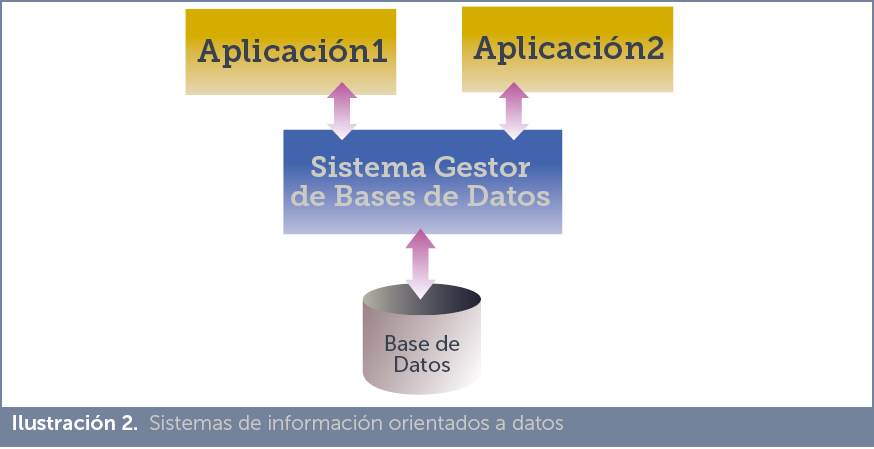 Aplicación1
Aplicación2
Sistema Gestor
de Bases de Datos
Base de
Datos
Ilustración 2. Sistemas de información orientados a datos